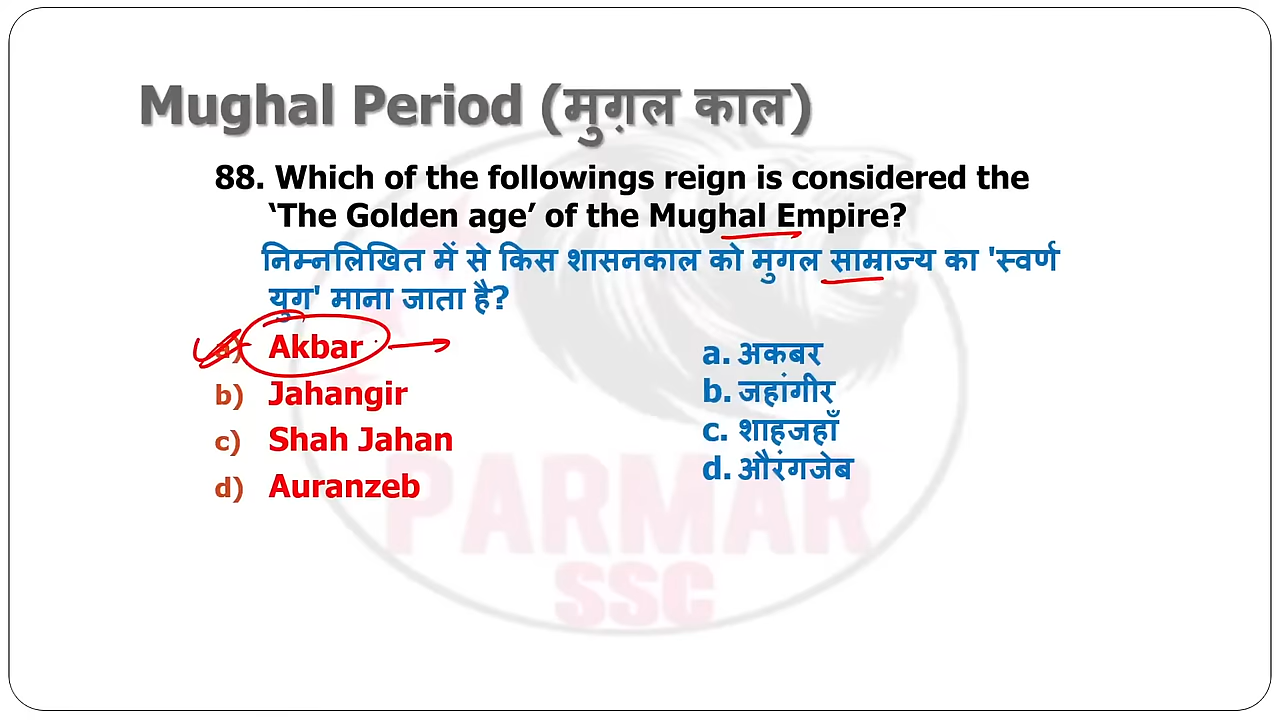 Mughal Period (मुग़ल काल)
88. Which of the followings reign is considered the
‘The Golden age’ of the Mughal Empire?
निम्नलिखित में से किस शासनकाल को मुगल साम्राज्य का 'स्वर्ण
युग' माना जाता है?
a) Akbar
b) Jahangir
c) Shah Jahan
d) Auranzeb
a. अकबर
b. जहांगीर
c. शाहजहाँ
d. औरंगजेब
PARMAR
SSC